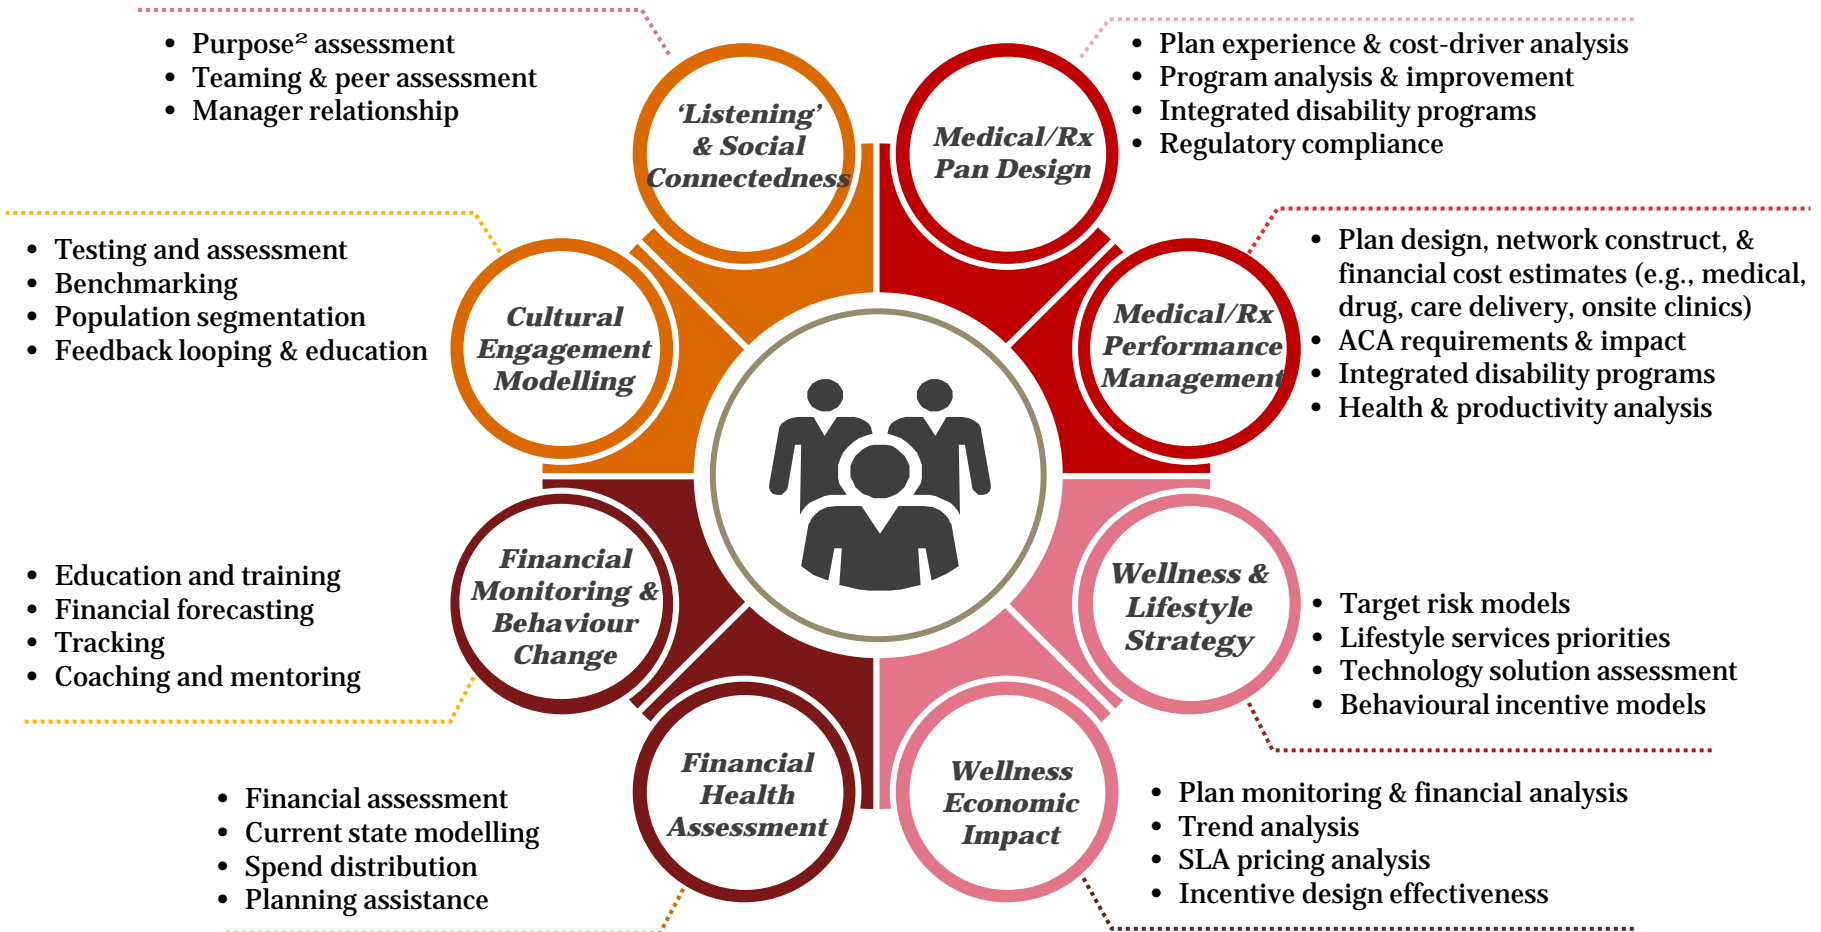 • Purpose² assessment
• Teaming & peer assessment
• Manager relationship
‘Listening’
& Social
Connectedness
Medical/Rx
Pan Design
• Plan experience & cost-driver analysis
• Program analysis & improvement
• Integrated disability programs
• Regulatory compliance
• Testing and assessment
• Benchmarking
• Population segmentation
• Feedback looping & education
Cultural
Engagement
Modelling
Medical/Rx
Performance
Management
• Plan design, network construct, &
financial cost estimates (e.g., medical,
drug, care delivery, onsite clinics)
• ACA requirements & impact
• Integrated disability programs
• Health & productivity analysis
• Education and training
• Financial forecasting
• Tracking
• Coaching and mentoring
Financial
Monitoring &
Behaviour
Change
Wellness &
Lifestyle
Strategy
• Target risk models
• Lifestyle services priorities
• Technology solution assessment
• Behavioural incentive models
• Financial assessment
• Current state modelling
• Spend distribution
• Planning assistance
Financial
Health
Assessment
Wellness
Economic
Impact
• Plan monitoring & financial analysis
• Trend analysis
• SLA pricing analysis
• Incentive design effectiveness